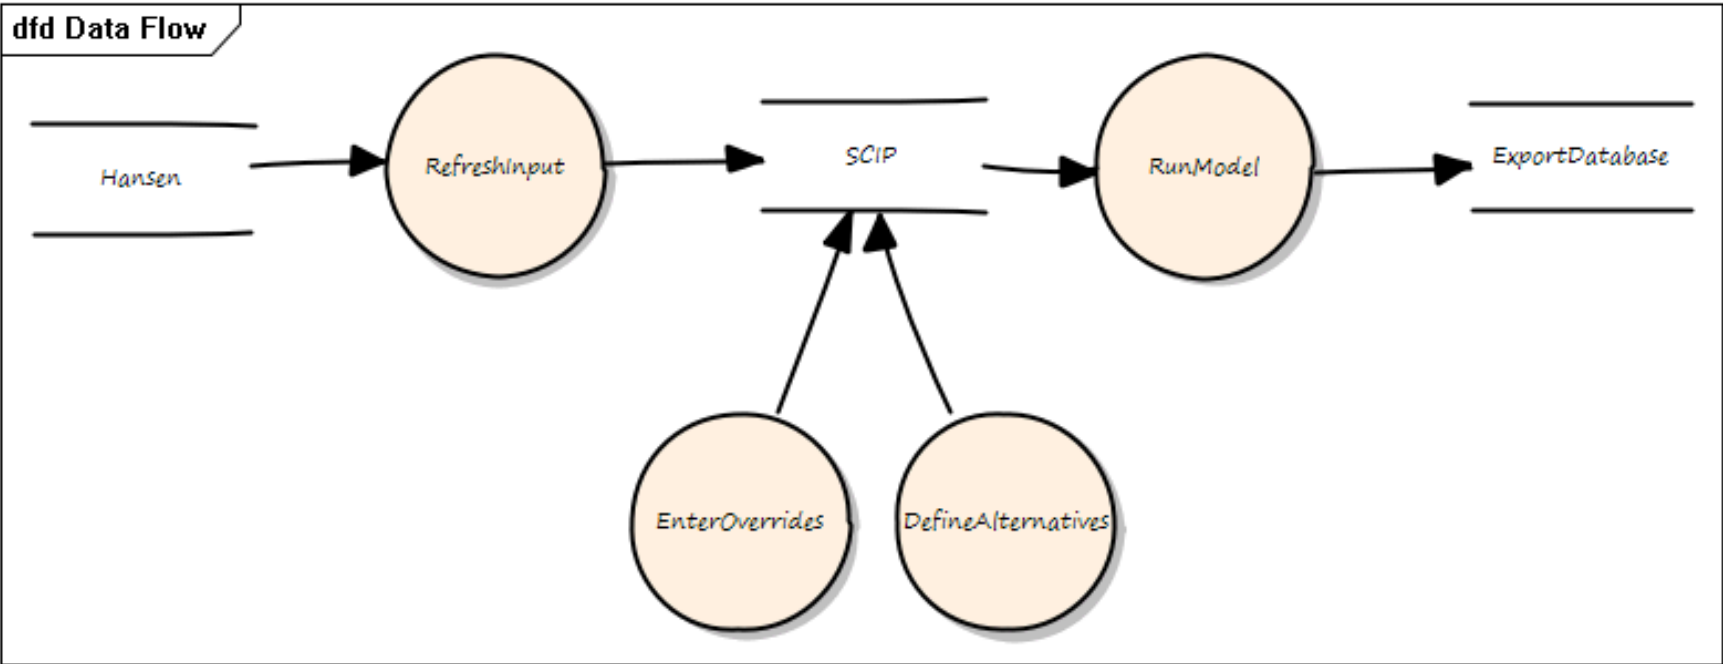 dfd Data Flow
Hansen
RefreshInput
SCIP
RunModel
ExportDatabase
EnterOverrides
DefineAlternatives